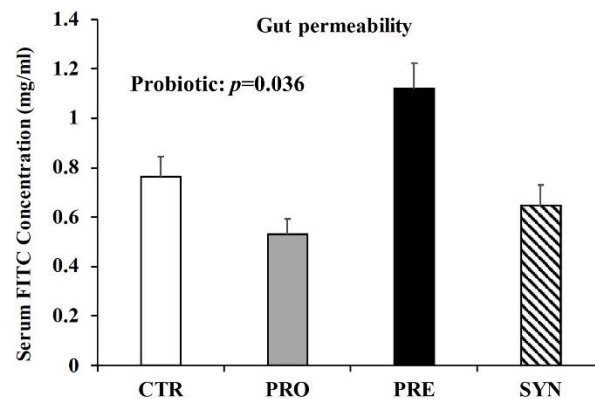 Gut permeability
Probiotic: p=0.036
Serum FITC Concentration (mg/ml)
1.4
1.2
1
0.8
0.6
0.4
0.2
0
CTR PRO PRE SYN